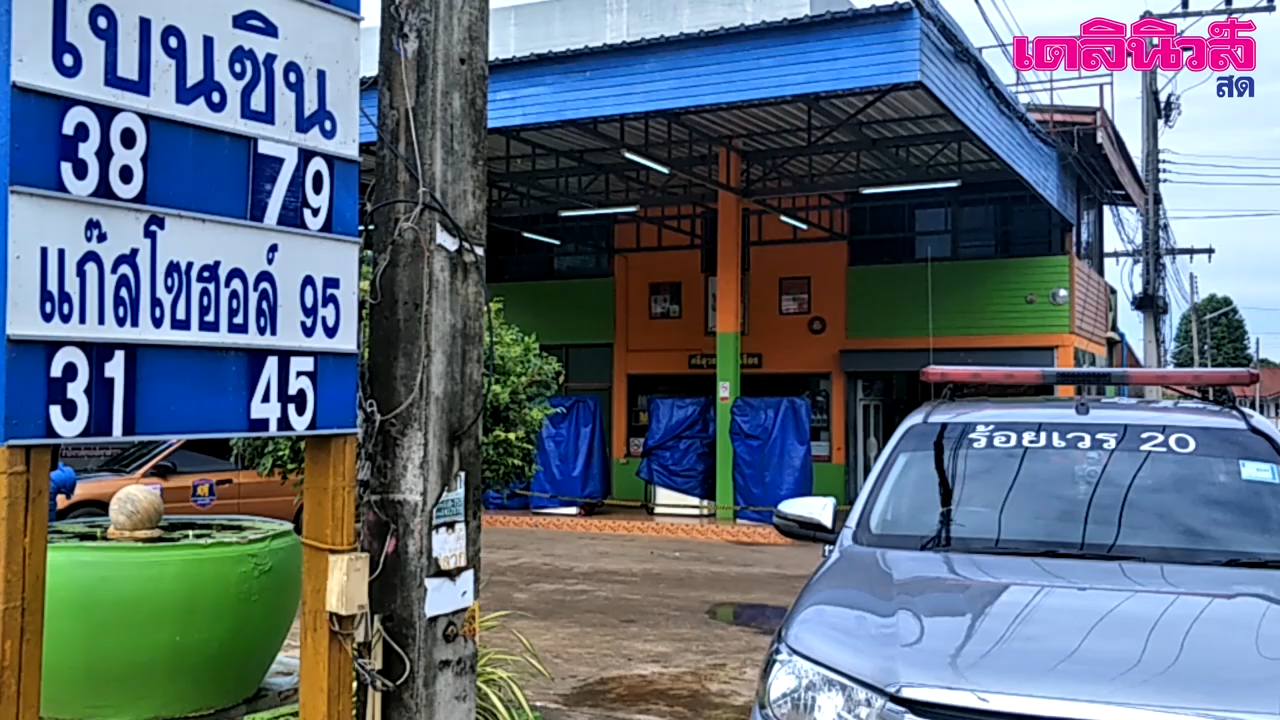 เบนซิน
38 79
แก๊สโซฮอล์ 95
31 45
เดลินิวส์
สด
ร้อยเวร 20